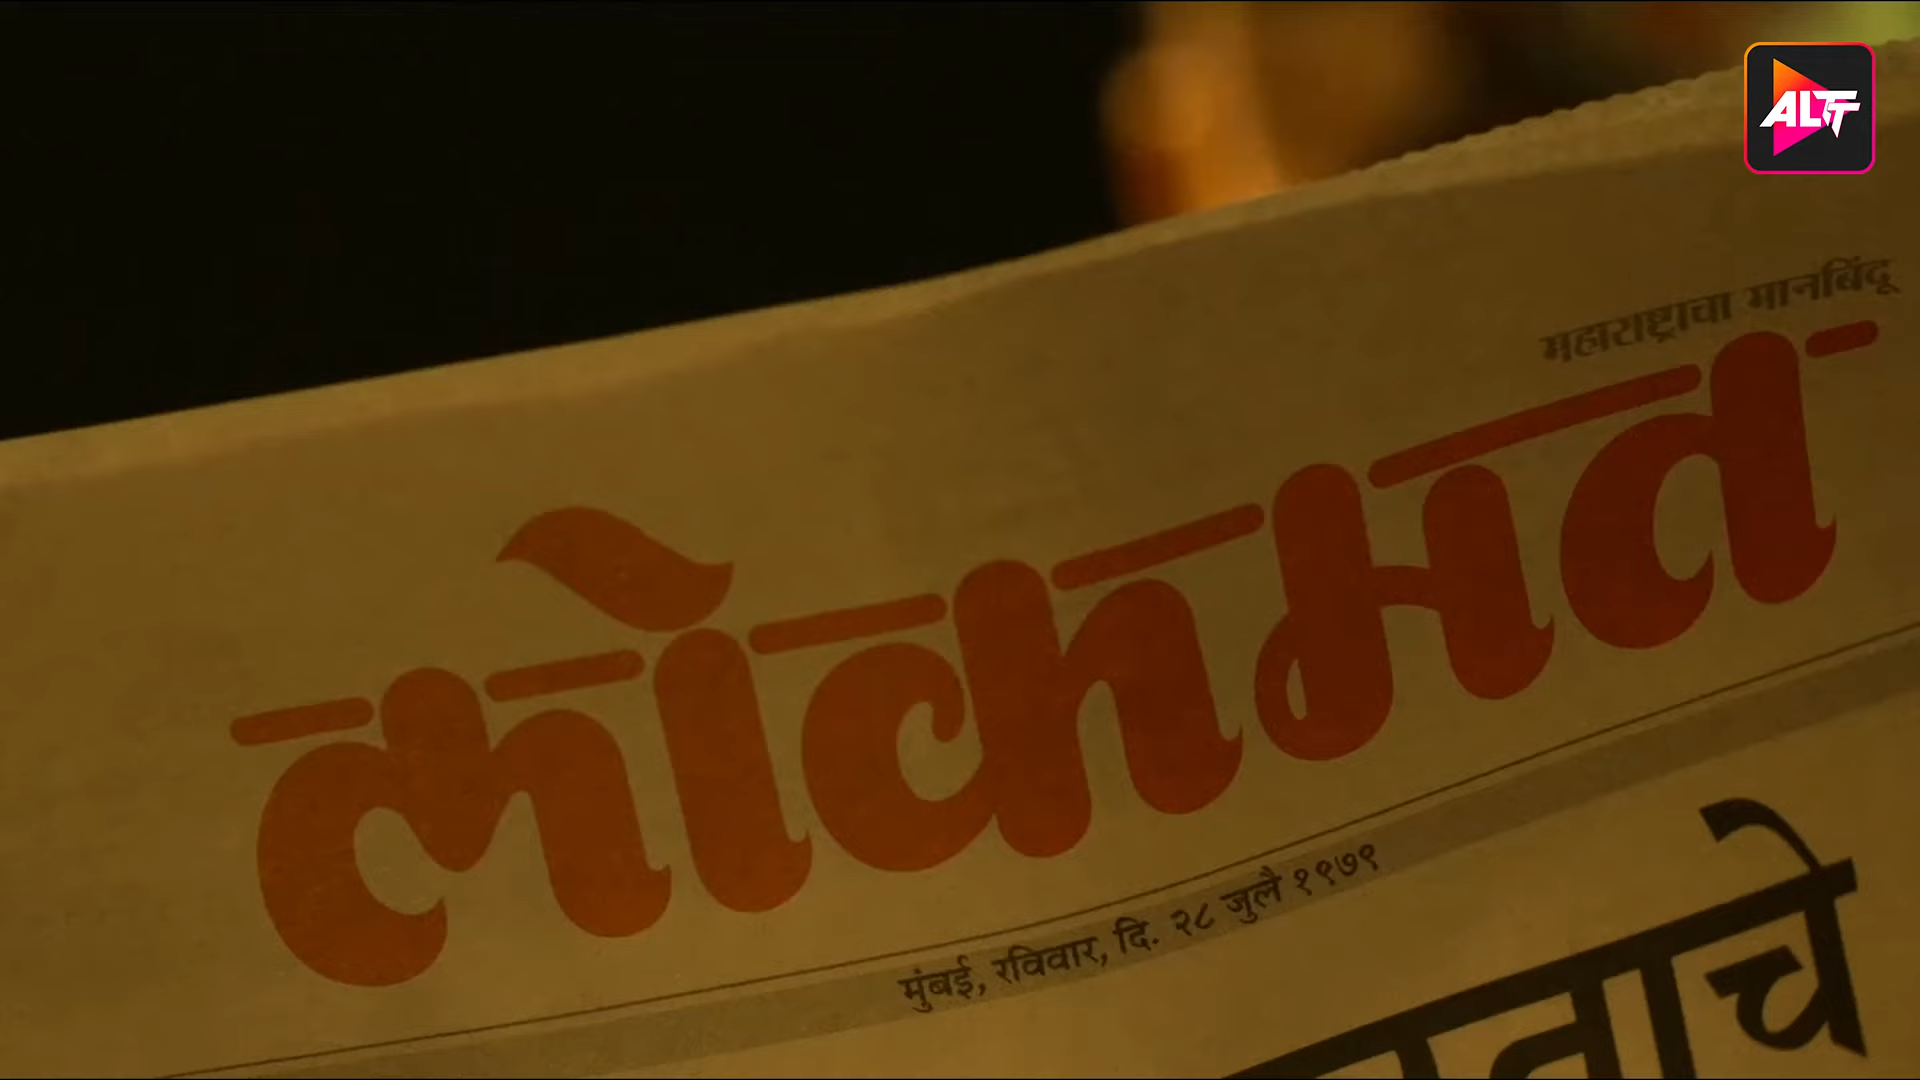 ALTT
महाराष्ट्राचा मानबिंदू
लोकमत
मुंबई, रविवार, दि. २८ जुलै १९७९